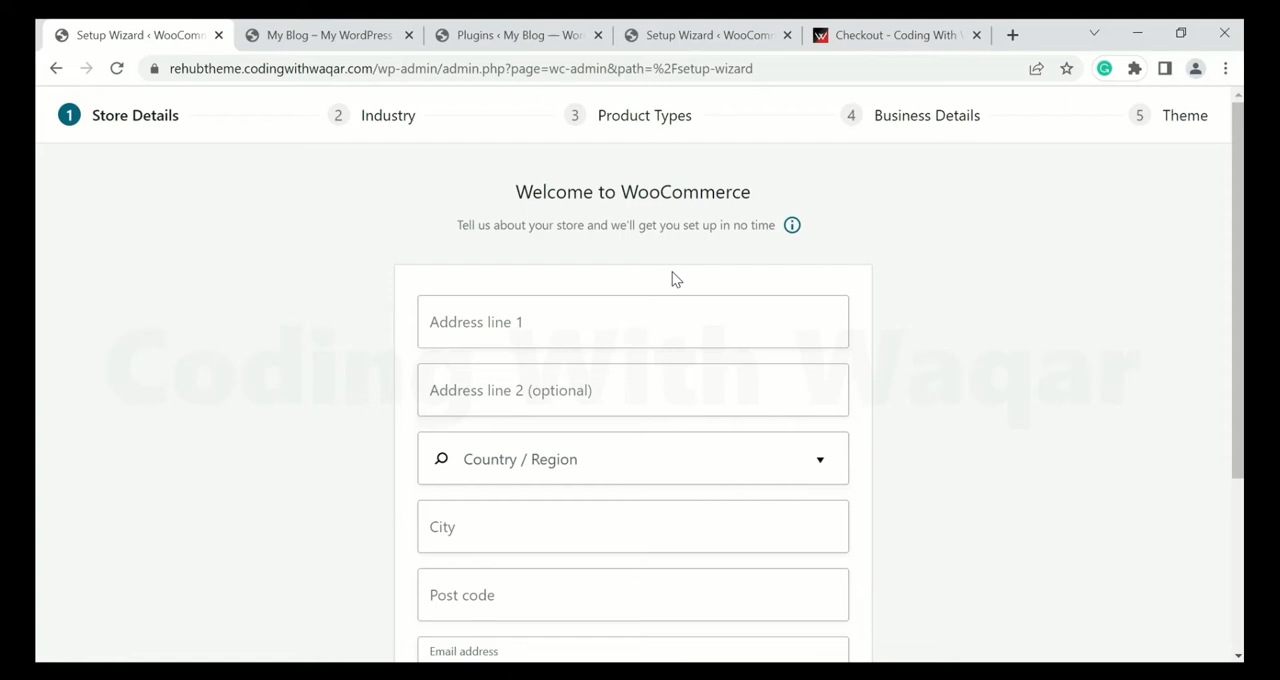 Setup Wizard ‹ WooComm
My Blog – My WordPress
Plugins ‹ My Blog — Wor
Setup Wizard ‹ WooComm
Checkout - Coding With
rehubtheme.codingwithwaqar.com/wp-admin/admin.php?page=wc-admin&path=%2Fsetup-wizard
1 Store Details
2 Industry
3 Product Types
4 Business Details
5 Theme
Welcome to WooCommerce
Tell us about your store and we'll get you set up in no time
Address line 1
Coding With Waqar
Address line 2 (optional)
Country / Region
City
Post code
Email address